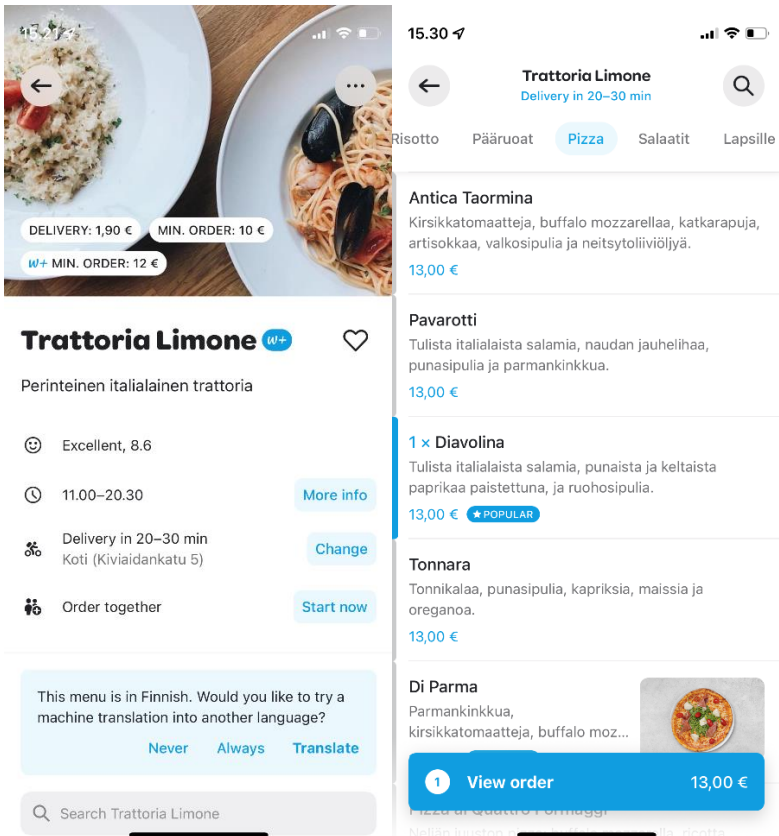 15.21
DELIVERY: 1,90 €
MIN. ORDER: 10 €
W+ MIN. ORDER: 12 €
Trattoria Limone W+
Perinteinen italialainen trattoria
Excellent, 8.6
11.00–20.30
More info
Delivery in 20–30 min
Koti (Kiviaidankatu 5)
Change
Order together
Start now
This menu is in Finnish. Would you like to try a
machine translation into another language?
Never
Always
Translate
Search Trattoria Limone
15.30
Trattoria Limone
Delivery in 20–30 min
Risotto
Pääruoat
Pizza
Salaatit
Lapsille
Antica Taormina
Kirsikkatomaatteja, buffalo mozzarellaa, katkarapuja,
artisokkaa, valkosipulia ja neitsytoliiviöljyä.
13,00 €
Pavarotti
Tulista italialaista salamia, naudan jauhelihaa,
punasipulia ja parmankinkkua.
13,00 €
1 × Diavolina
Tulista italialaista salamia, punaista ja keltaista
paprikaa paistettuna, ja ruohosipulia.
13,00 €
POPULAR
Tonnara
Tonnikalaa, punasipulia, kapriksia, maissia ja
oreganoa.
13,00 €
Di Parma
Parmankinkkua,
kirsikkatomaatteja, buffalo moz...
1
View order
13,00 €
Pizza ai Quattro Formaggi